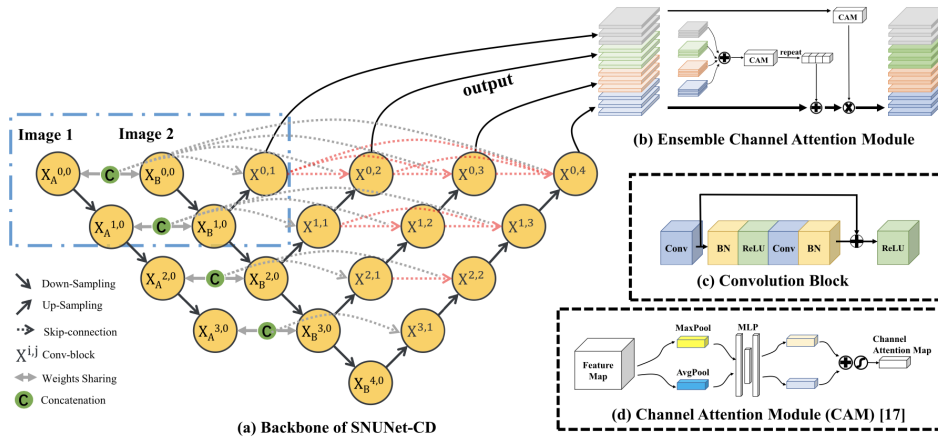 Image 1
Image 2
X_A^{0,0}
C
X_B^{0,0}
X^{0,1}
X^{0,2}
X^{0,3}
X^{0,4}
X_A^{1,0}
C
X_B^{1,0}
X^{1,1}
X^{1,2}
X^{1,3}
X_A^{2,0}
C
X_B^{2,0}
X^{2,1}
X^{2,2}
X_A^{3,0}
C
X_B^{3,0}
X^{3,1}
X_B^{4,0}
output
Down-Sampling
Up-Sampling
Skip-connection
X^{i,j} Conv-block
Weights Sharing
C Concatenation
(a) Backbone of SNUNet-CD
CAM
CAM
repeat
(b) Ensemble Channel Attention Module
Conv
BN
ReLU
Conv
BN
ReLU
(c) Convolution Block
Feature
Map
MaxPool
AvgPool
MLP
Channel
Attention Map
(d) Channel Attention Module (CAM) [17]